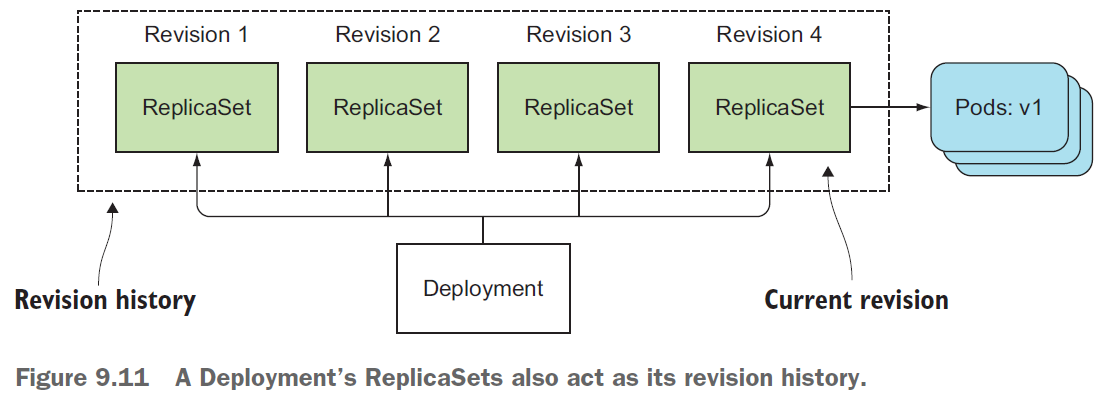 Revision 1
Revision 2
Revision 3
Revision 4
ReplicaSet
ReplicaSet
ReplicaSet
ReplicaSet
Pods: v1
Deployment
Revision history
Current revision
Figure 9.11 A Deployment’s ReplicaSets also act as its revision history.